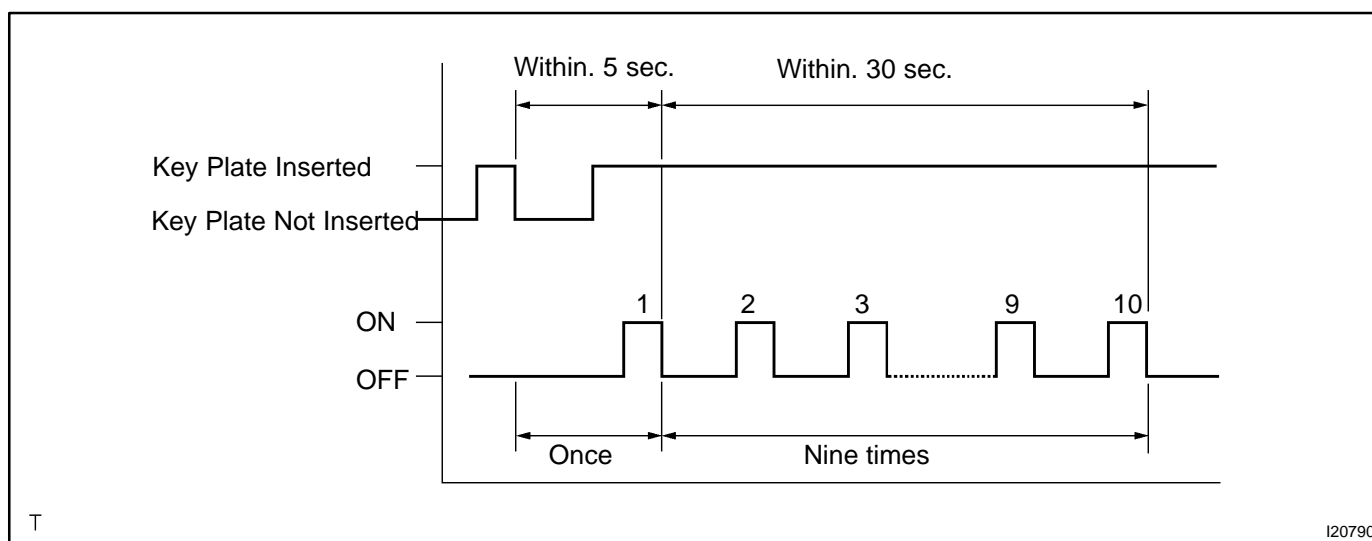 Within. 5 sec.
Within. 30 sec.
Key Plate Inserted
Key Plate Not Inserted
1 2 3 9 10
ON
OFF
Once
Nine times
T
I20790